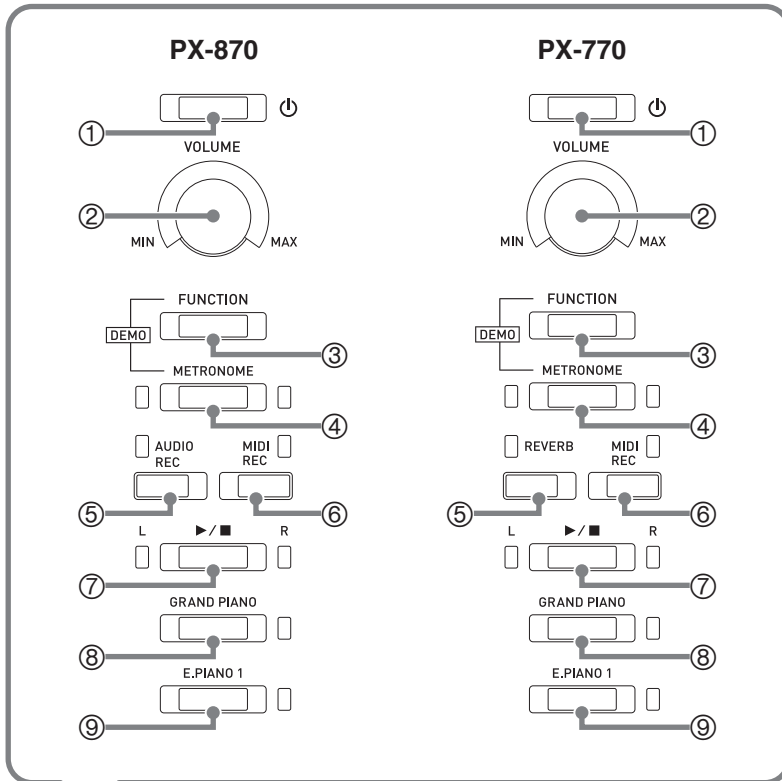 PX-870
①
VOLUME
②
MIN
MAX
FUNCTION
DEMO
③
METRONOME
④
AUDIO
REC
MIDI
REC
⑤
⑥
L
▶/■
R
⑦
GRAND PIANO
⑧
E.PIANO 1
⑨
PX-770
①
VOLUME
②
MIN
MAX
FUNCTION
DEMO
③
METRONOME
④
REVERB
MIDI
REC
⑤
⑥
L
▶/■
R
⑦
GRAND PIANO
⑧
E.PIANO 1
⑨